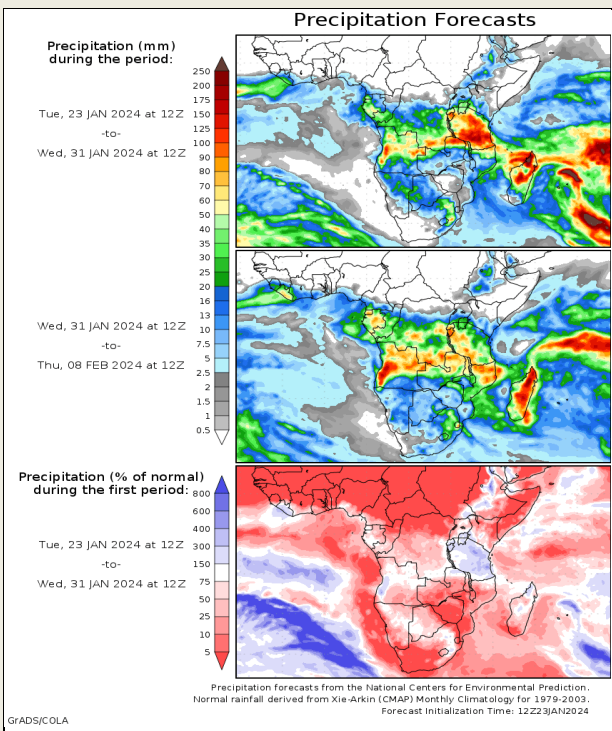 Precipitation Forecasts
Precipitation (mm)
during the period:
250
200
175
150
125
100
90
80
70
60
50
40
35
30
25
20
16
13
10
7.5
5
2.5
2
1.5
1
0.5
Tue, 23 JAN 2024 at 12Z
-to-
Wed, 31 JAN 2024 at 12Z
Wed, 31 JAN 2024 at 12Z
-to-
Thu, 08 FEB 2024 at 12Z
Precipitation (% of normal)
during the first period:
800
600
400
300
150
75
50
25
10
5
Tue, 23 JAN 2024 at 12Z
-to-
Wed, 31 JAN 2024 at 12Z
Precipitation forecasts from the National Centers for Environmental Prediction.
Normal rainfall derived from Xie-Arkin (CMAP) Monthly Climatology for 1979-2003.
Forecast Initialization Time: 12Z23JAN2024
GrADS/COLA